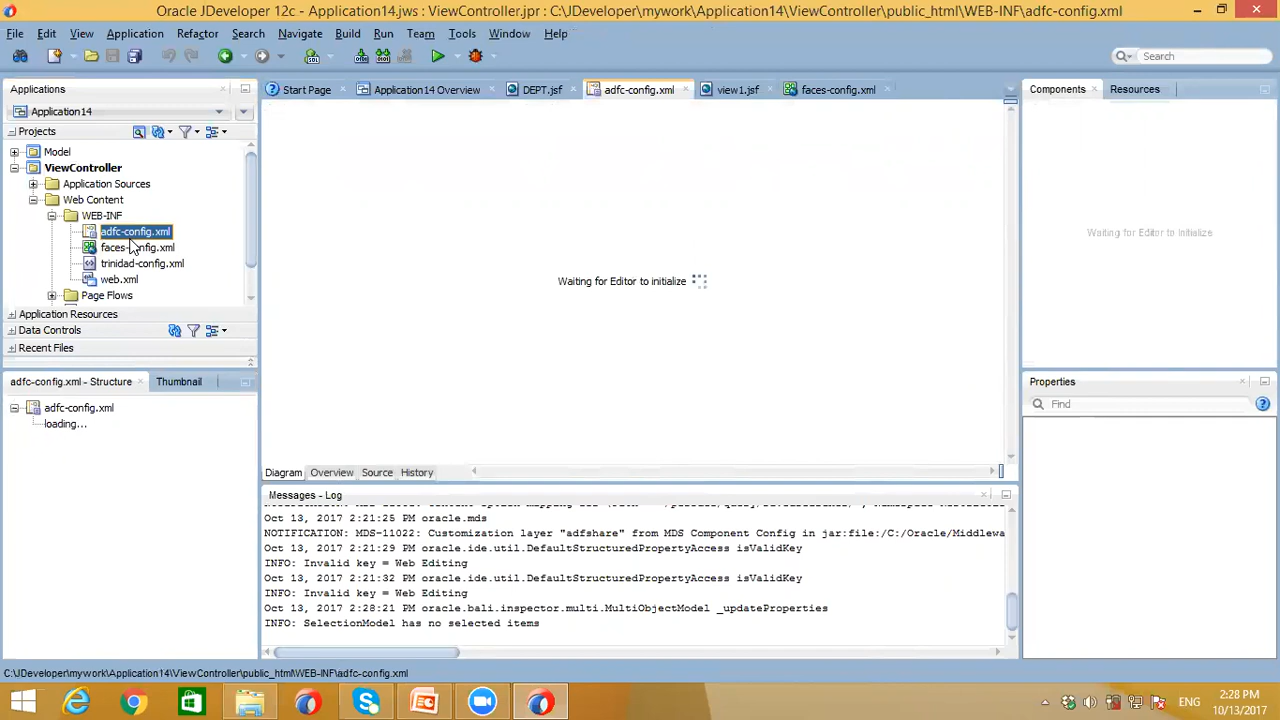 Oracle JDeveloper 12c - Application14.jws : ViewController.jpr : C:\JDeveloper\mywork\Application14\ViewController\public_html\WEB-INF\adfc-config.xml
File Edit View Application Refactor Search Navigate Build Run Team Tools Window Help
Search
Applications
Start Page
Application14 Overview
DEPT.jsf
adfc-config.xml
view1.jsf
faces-config.xml
Components
Resources
Application14
Projects
Model
ViewController
Application Sources
Web Content
WEB-INF
adfc-config.xml
faces-config.xml
trinidad-config.xml
web.xml
Page Flows
Application Resources
Data Controls
Recent Files
Waiting for Editor to initialize
Waiting for Editor to Initialize
adfc-config.xml - Structure
Thumbnail
adfc-config.xml
loading...
Diagram Overview Source History
Properties
Find
Messages - Log
Oct 13, 2017 2:21:25 PM oracle.mds
NOTIFICATION: MDS-11022: Customization layer "adfshare" from MDS Component Config in jar:file:/C:/Oracle/Middlewa
Oct 13, 2017 2:21:29 PM oracle.ide.util.DefaultStructuredPropertyAccess isValidKey
INFO: Invalid key = Web Editing
Oct 13, 2017 2:21:32 PM oracle.ide.util.DefaultStructuredPropertyAccess isValidKey
INFO: Invalid key = Web Editing
Oct 13, 2017 2:28:21 PM oracle.bali.inspector.multi.MultiObjectModel _updateProperties
INFO: SelectionModel has no selected items
C:\JDeveloper\mywork\Application14\ViewController\public_html\WEB-INF\adfc-config.xml
ENG
2:28 PM
10/13/2017